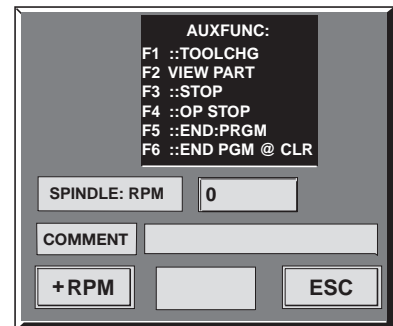 AUXFUNC:
F1 ::TOOLCHG
F2 VIEW PART
F3 ::STOP
F4 ::OP STOP
F5 ::END:PRGM
F6 ::END PGM @ CLR
SPINDLE: RPM 0
COMMENT
+RPM ESC